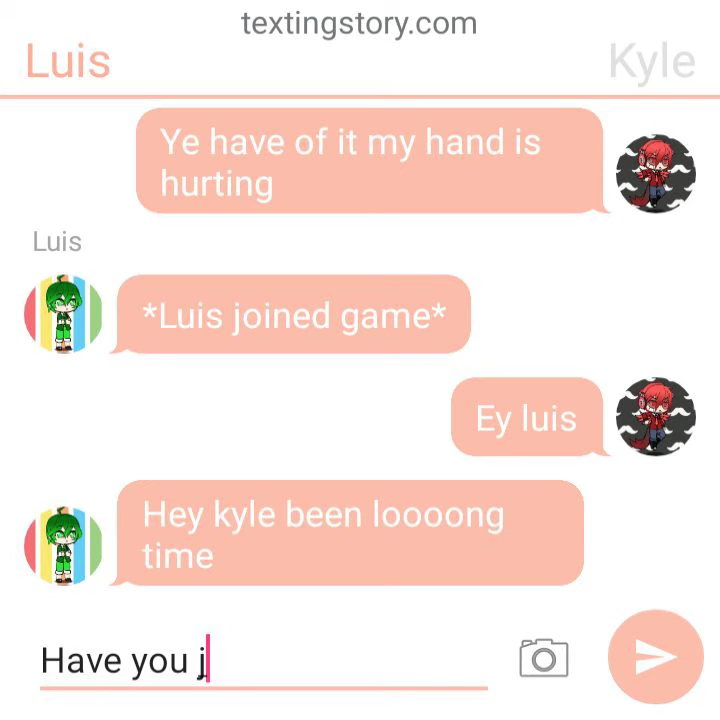 textingstory.com
Luis
Kyle
Ye have of it my hand is
hurting
Luis
*Luis joined game*
Ey luis
Hey kyle been loooong
time
Have you j